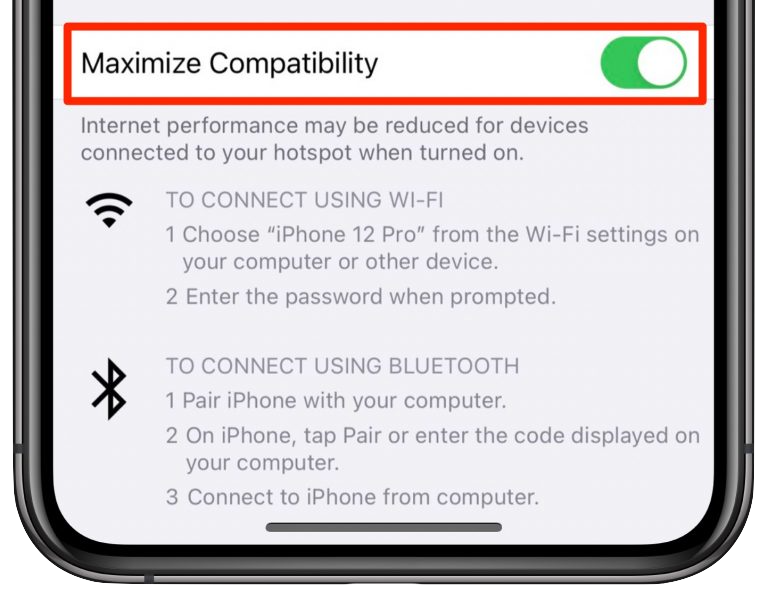 Maximize Compatibility
Internet performance may be reduced for devices
connected to your hotspot when turned on.
TO CONNECT USING WI-FI
1 Choose “iPhone 12 Pro” from the Wi-Fi settings on
your computer or other device.
2 Enter the password when prompted.
TO CONNECT USING BLUETOOTH
1 Pair iPhone with your computer.
2 On iPhone, tap Pair or enter the code displayed on
your computer.
3 Connect to iPhone from computer.